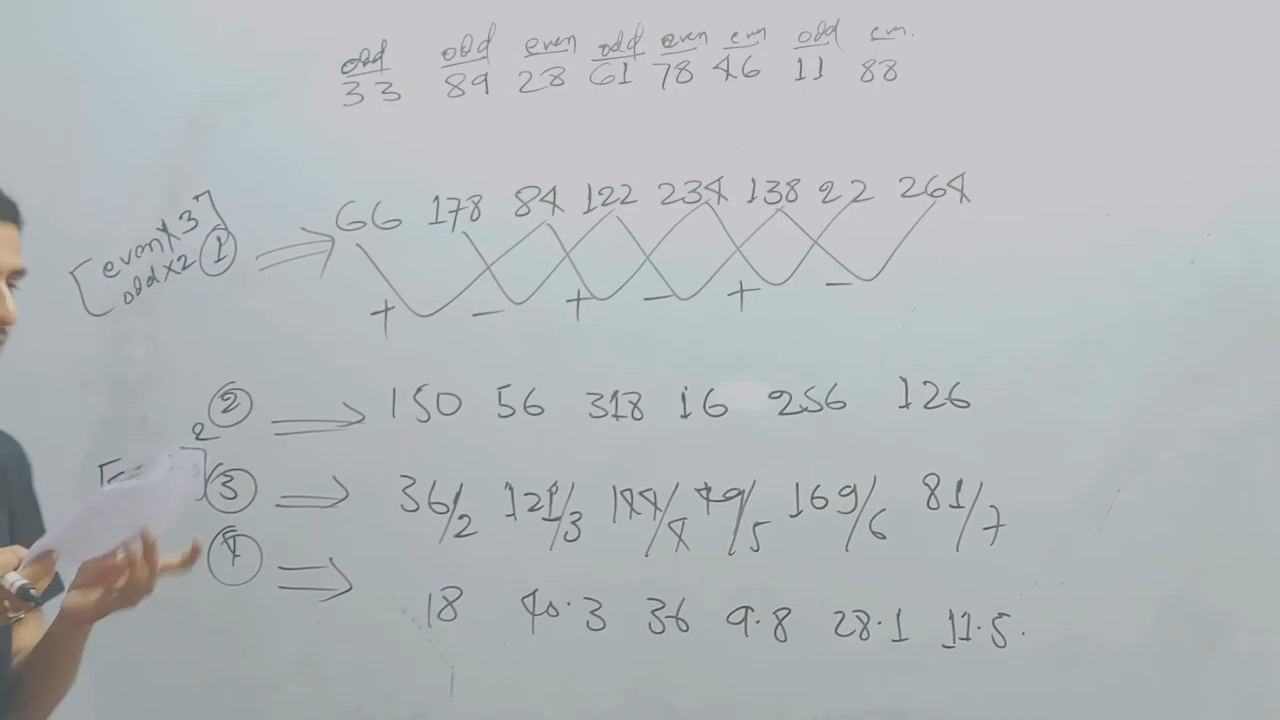 odd odd even odd even em odd em.
33 89 28 61 78 46 11 88
[even×3
odd×2] ① ⇒ 66 178 84 122 234 138 22 264
+ - + - + -
② ⇒ 150 56 318 16 256 126
2
③ ⇒ 36/2 121/3 144/4 49/5 169/6 81/7
④ ⇒ 18 40.3 36 9.8 28.1 11.5.